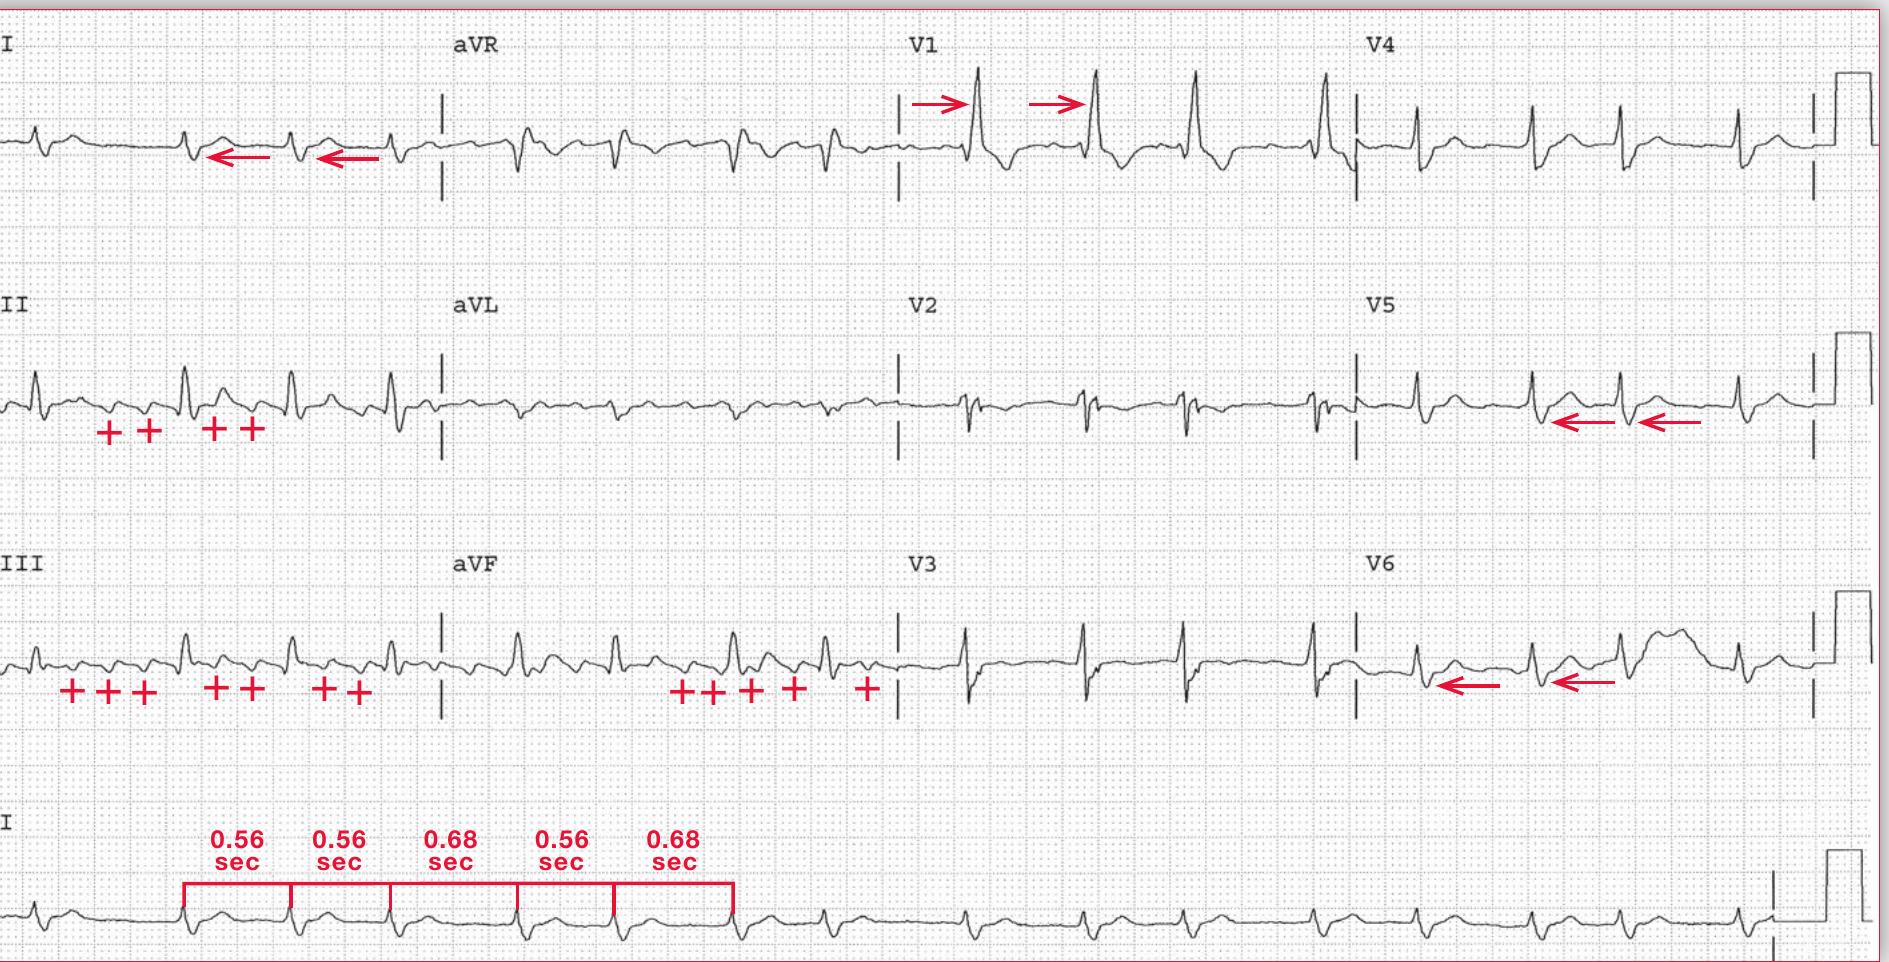 I aVR V1 V4
II aVL V2 V5
+ + + +
III aVF V3 V6
+ + + + + + + + + + + +
I
0.56 0.56 0.68 0.56 0.68
sec sec sec sec sec